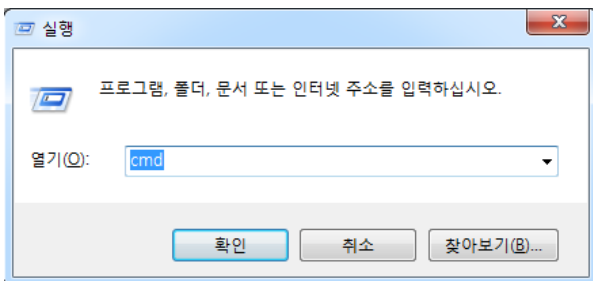 실행
프로그램, 폴더, 문서 또는 인터넷 주소를 입력하십시오.
열기(O): cmd
확인 취소 찾아보기(B)...